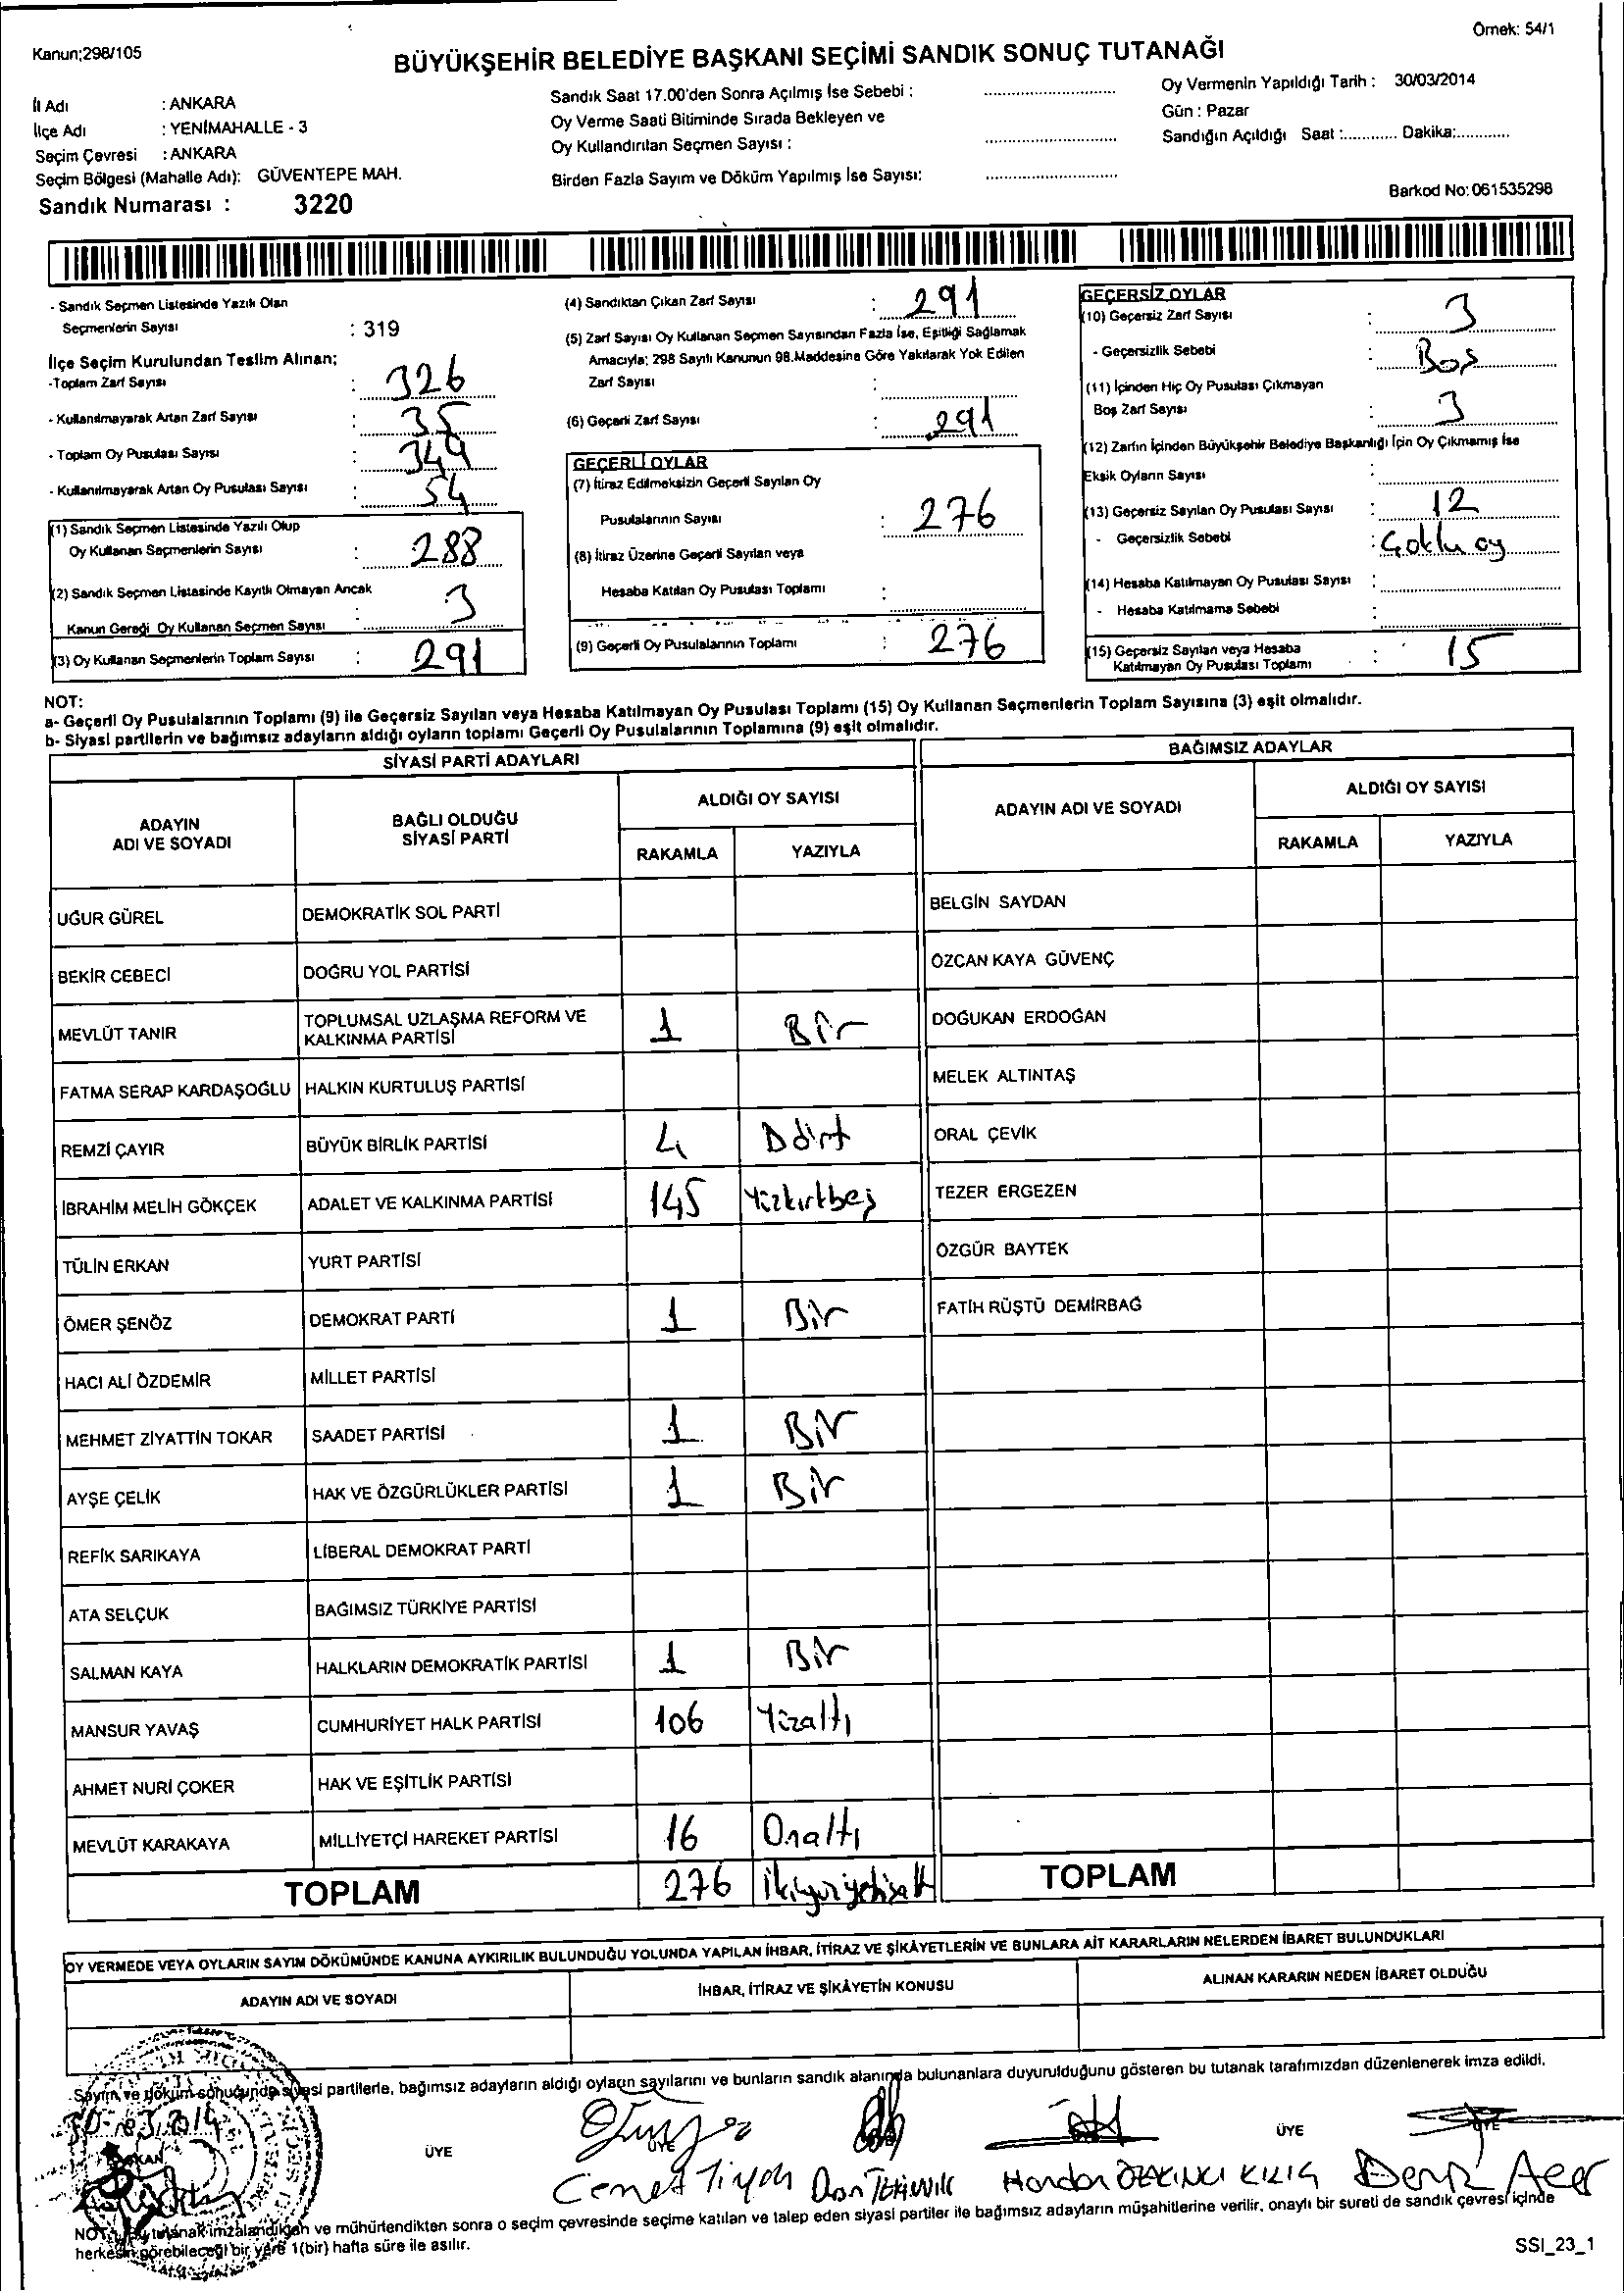 Örnek: 54/1
Kanun;298/105
BÜYÜKŞEHİR BELEDİYE BAŞKANI SEÇİMİ SANDIK SONUÇ TUTANAĞI
İl Adı : ANKARA
İlçe Adı : YENİMAHALLE - 3
Seçim Çevresi : ANKARA
Seçim Bölgesi (Mahalle Adı): GÜVENTEPE MAH.
Sandık Numarası : 3220
Sandık Saat 17.00'den Sonra Açılmış İse Sebebi :
Oy Verme Saati Bitiminde Sırada Bekleyen ve
Oy Kullandırılan Seçmen Sayısı :
Birden Fazla Sayım ve Döküm Yapılmış İse Sayısı:
Oy Vermenin Yapıldığı Tarih : 30/03/2014
Gün : Pazar
Sandığın Açıldığı Saat :............ Dakika:............
Barkod No: 061535298
- Sandık Seçmen Listesinde Yazılı Olan
Seçmenlerin Sayısı : 319
İlçe Seçim Kurulundan Teslim Alınan;
-Toplam Zarf Sayısı : 326
- Kullanılmayarak Artan Zarf Sayısı : 35
- Toplam Oy Pusulası Sayısı : 344
- Kullanılmayarak Artan Oy Pusulası Sayısı : 54
(1) Sandık Seçmen Listesinde Yazılı Olup
Oy Kullanan Seçmenlerin Sayısı : 288
(2) Sandık Seçmen Listesinde Kayıtlı Olmayan Ancak
Kanun Gereği Oy Kullanan Seçmen Sayısı : 3
(3) Oy Kullanan Seçmenlerin Toplam Sayısı : 291
(4) Sandıktan Çıkan Zarf Sayısı : 291
(5) Zarf Sayısı Oy Kullanan Seçmen Sayısından Fazla İse, Eşitliği Sağlamak
Amacıyla; 298 Sayılı Kanunun 98.Maddesine Göre Yakılarak Yok Edilen
Zarf Sayısı :
(6) Geçerli Zarf Sayısı : 291
GEÇERLİ OYLAR
(7) İtiraz Edilmeksizin Geçerli Sayılan Oy
Pusulalarının Sayısı : 276
(8) İtiraz Üzerine Geçerli Sayılan veya
Hesaba Katılan Oy Pusulası Toplamı :
(9) Geçerli Oy Pusulalarının Toplamı : 276
GEÇERSİZ OYLAR
(10) Geçersiz Zarf Sayısı : 3
- Geçersizlik Sebebi : Boş
(11) İçinden Hiç Oy Pusulası Çıkmayan
Boş Zarf Sayısı : 3
(12) Zarfın İçinden Büyükşehir Belediye Başkanlığı İçin Oy Çıkmamış İse
Eksik Oyların Sayısı :
(13) Geçersiz Sayılan Oy Pusulası Sayısı : 12
- Geçersizlik Sebebi : Çoklu oy
(14) Hesaba Katılmayan Oy Pusulası Sayısı :
- Hesaba Katılmama Sebebi :
(15) Geçersiz Sayılan veya Hesaba
Katılmayan Oy Pusulası Toplamı : 15
NOT:
a- Geçerli Oy Pusulalarının Toplamı (9) ile Geçersiz Sayılan veya Hesaba Katılmayan Oy Pusulası Toplamı (15) Oy Kullanan Seçmenlerin Toplam Sayısına (3) eşit olmalıdır.
b- Siyasi partilerin ve bağımsız adayların aldığı oyların toplamı Geçerli Oy Pusulalarının Toplamına (9) eşit olmalıdır.
SİYASİ PARTİ ADAYLARI
BAĞIMSIZ ADAYLAR
ADAYIN ADI VE SOYADI
BAĞLI OLDUĞU SİYASİ PARTİ
ALDIĞI OY SAYISI
RAKAMLA YAZIYLA
ADAYIN ADI VE SOYADI
ALDIĞI OY SAYISI
RAKAMLA YAZIYLA
UĞUR GÜREL DEMOKRATİK SOL PARTİ BELGİN SAYDAN
BEKİR CEBECİ DOĞRU YOL PARTİSİ ÖZCAN KAYA GÜVENÇ
MEVLÜT TANIR TOPLUMSAL UZLAŞMA REFORM VE KALKINMA PARTİSİ 1 Bir DOĞUKAN ERDOĞAN
FATMA SERAP KARDAŞOĞLU HALKIN KURTULUŞ PARTİSİ MELEK ALTINTAŞ
REMZİ ÇAYIR BÜYÜK BİRLİK PARTİSİ 4 Dört ORAL ÇEVİK
İBRAHİM MELİH GÖKÇEK ADALET VE KALKINMA PARTİSİ 145 Yüzkırkbeş TEZER ERGEZEN
TÜLİN ERKAN YURT PARTİSİ ÖZGÜR BAYTEK
ÖMER ŞENÖZ DEMOKRAT PARTİ 1 Bir FATİH RÜŞTÜ DEMİRBAĞ
HACI ALİ ÖZDEMİR MİLLET PARTİSİ
MEHMET ZİYATTİN TOKAR SAADET PARTİSİ 1 Bir
AYŞE ÇELİK HAK VE ÖZGÜRLÜKLER PARTİSİ 1 Bir
REFİK SARIKAYA LİBERAL DEMOKRAT PARTİ
ATA SELÇUK BAĞIMSIZ TÜRKİYE PARTİSİ
SALMAN KAYA HALKLARIN DEMOKRATİK PARTİSİ 1 Bir
MANSUR YAVAŞ CUMHURİYET HALK PARTİSİ 106 Yüzaltı
AHMET NURİ ÇOKER HAK VE EŞİTLİK PARTİSİ
MEVLÜT KARAKAYA MİLLİYETÇİ HAREKET PARTİSİ 16 Onaltı
TOPLAM 276 İkiyüzyetmişaltı TOPLAM
OY VERMEDE VEYA OYLARIN SAYIM DÖKÜMÜNDE KANUNA AYKIRILIK BULUNDUĞU YOLUNDA YAPILAN İHBAR, İTİRAZ VE ŞİKÂYETLERİN VE BUNLARA AİT KARARLARIN NELERDEN İBARET BULUNDUKLARI
ADAYIN ADI VE SOYADI İHBAR, İTİRAZ VE ŞİKÂYETİN KONUSU ALINAN KARARIN NEDEN İBARET OLDUĞU
Sayım ve döküm sonucunda siyasi partilerle, bağımsız adayların aldığı oyların sayılarını ve bunların sandık alanında bulunanlara duyurulduğunu gösteren bu tutanak tarafımızdan düzenlenerek imza edildi.
30.03.2014
BAŞKAN ÜYE ÜYE ÜYE ÜYE
Deniz Acer
NOT: Bu tutanak imzalandıktan ve mühürlendikten sonra o seçim çevresinde seçime katılan ve talep eden siyasi partiler ile bağımsız adayların müşahitlerine verilir, onaylı bir sureti de sandık çevresi içinde
herkesin görebileceği bir yere 1(bir) hafta süre ile asılır.
SSI_23_1